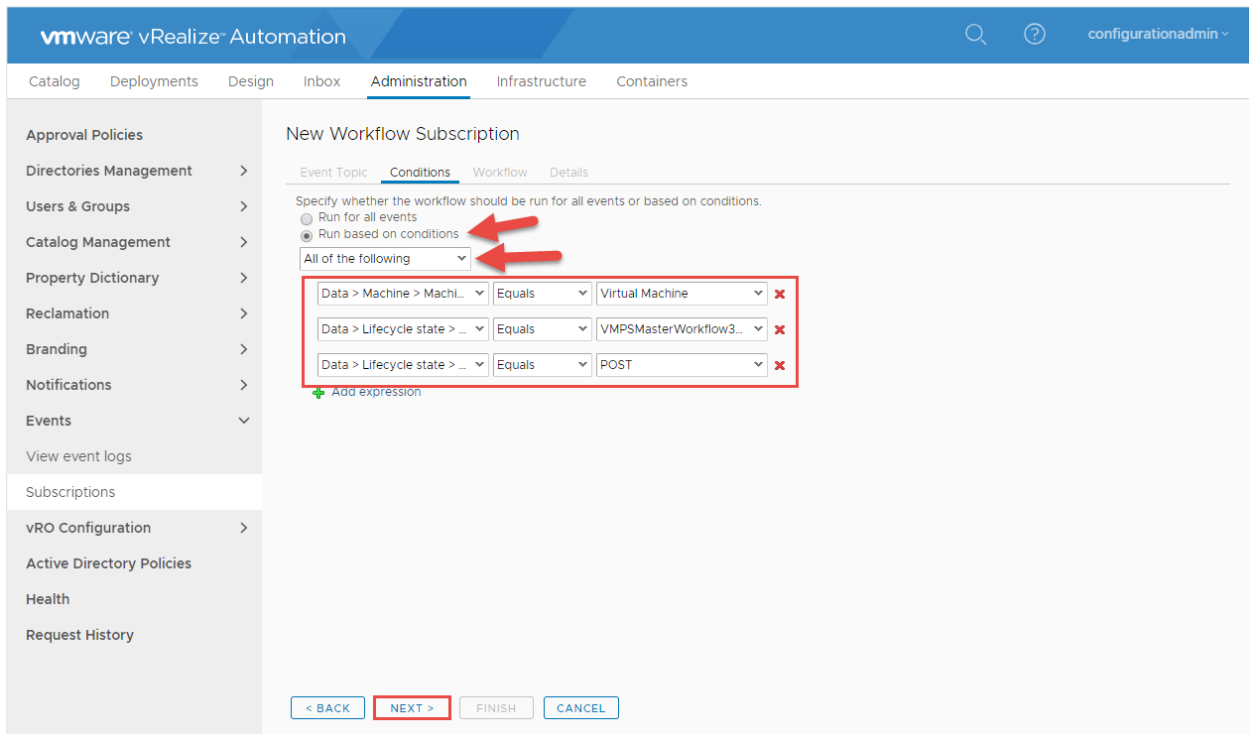 vmware vRealize™ Automation
configurationadmin
Catalog Deployments Design Inbox Administration Infrastructure Containers
Approval Policies
Directories Management
Users & Groups
Catalog Management
Property Dictionary
Reclamation
Branding
Notifications
Events
View event logs
Subscriptions
vRO Configuration
Active Directory Policies
Health
Request History
New Workflow Subscription
Event Topic Conditions Workflow Details
Specify whether the workflow should be run for all events or based on conditions.
Run for all events
Run based on conditions
All of the following
Data > Machine > Machi... Equals Virtual Machine
Data > Lifecycle state > ... Equals VMPSMasterWorkflow3...
Data > Lifecycle state > ... Equals POST
Add expression
< BACK NEXT > FINISH CANCEL